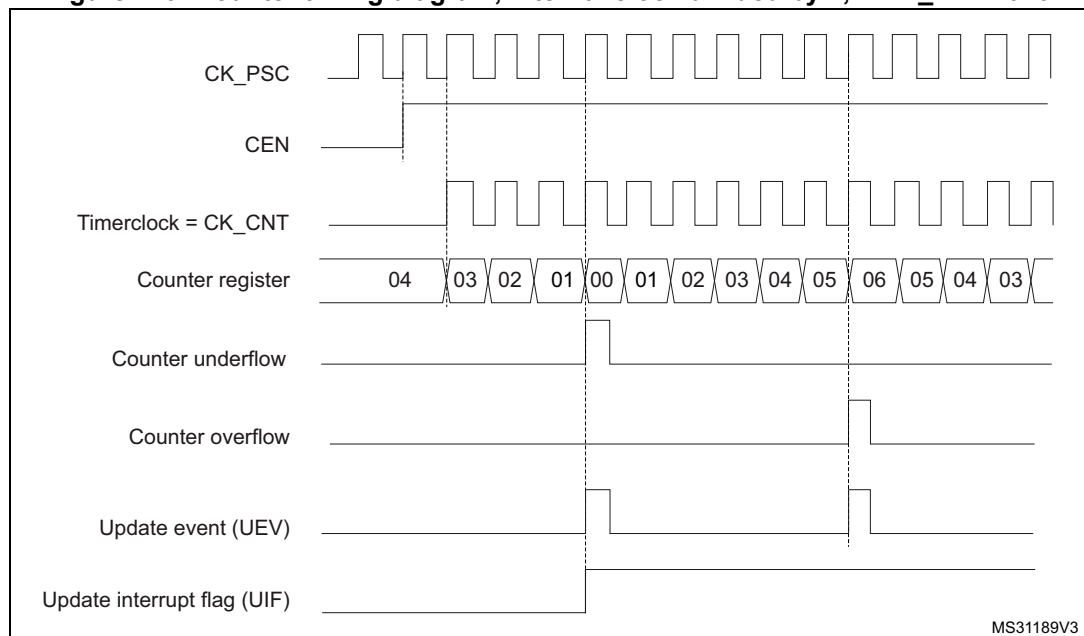 CK_PSC
CEN
Timerclock = CK_CNT
Counter register 04 03 02 01 00 01 02 03 04 05 06 05 04 03
Counter underflow
Counter overflow
Update event (UEV)
Update interrupt flag (UIF)
MS31189V3